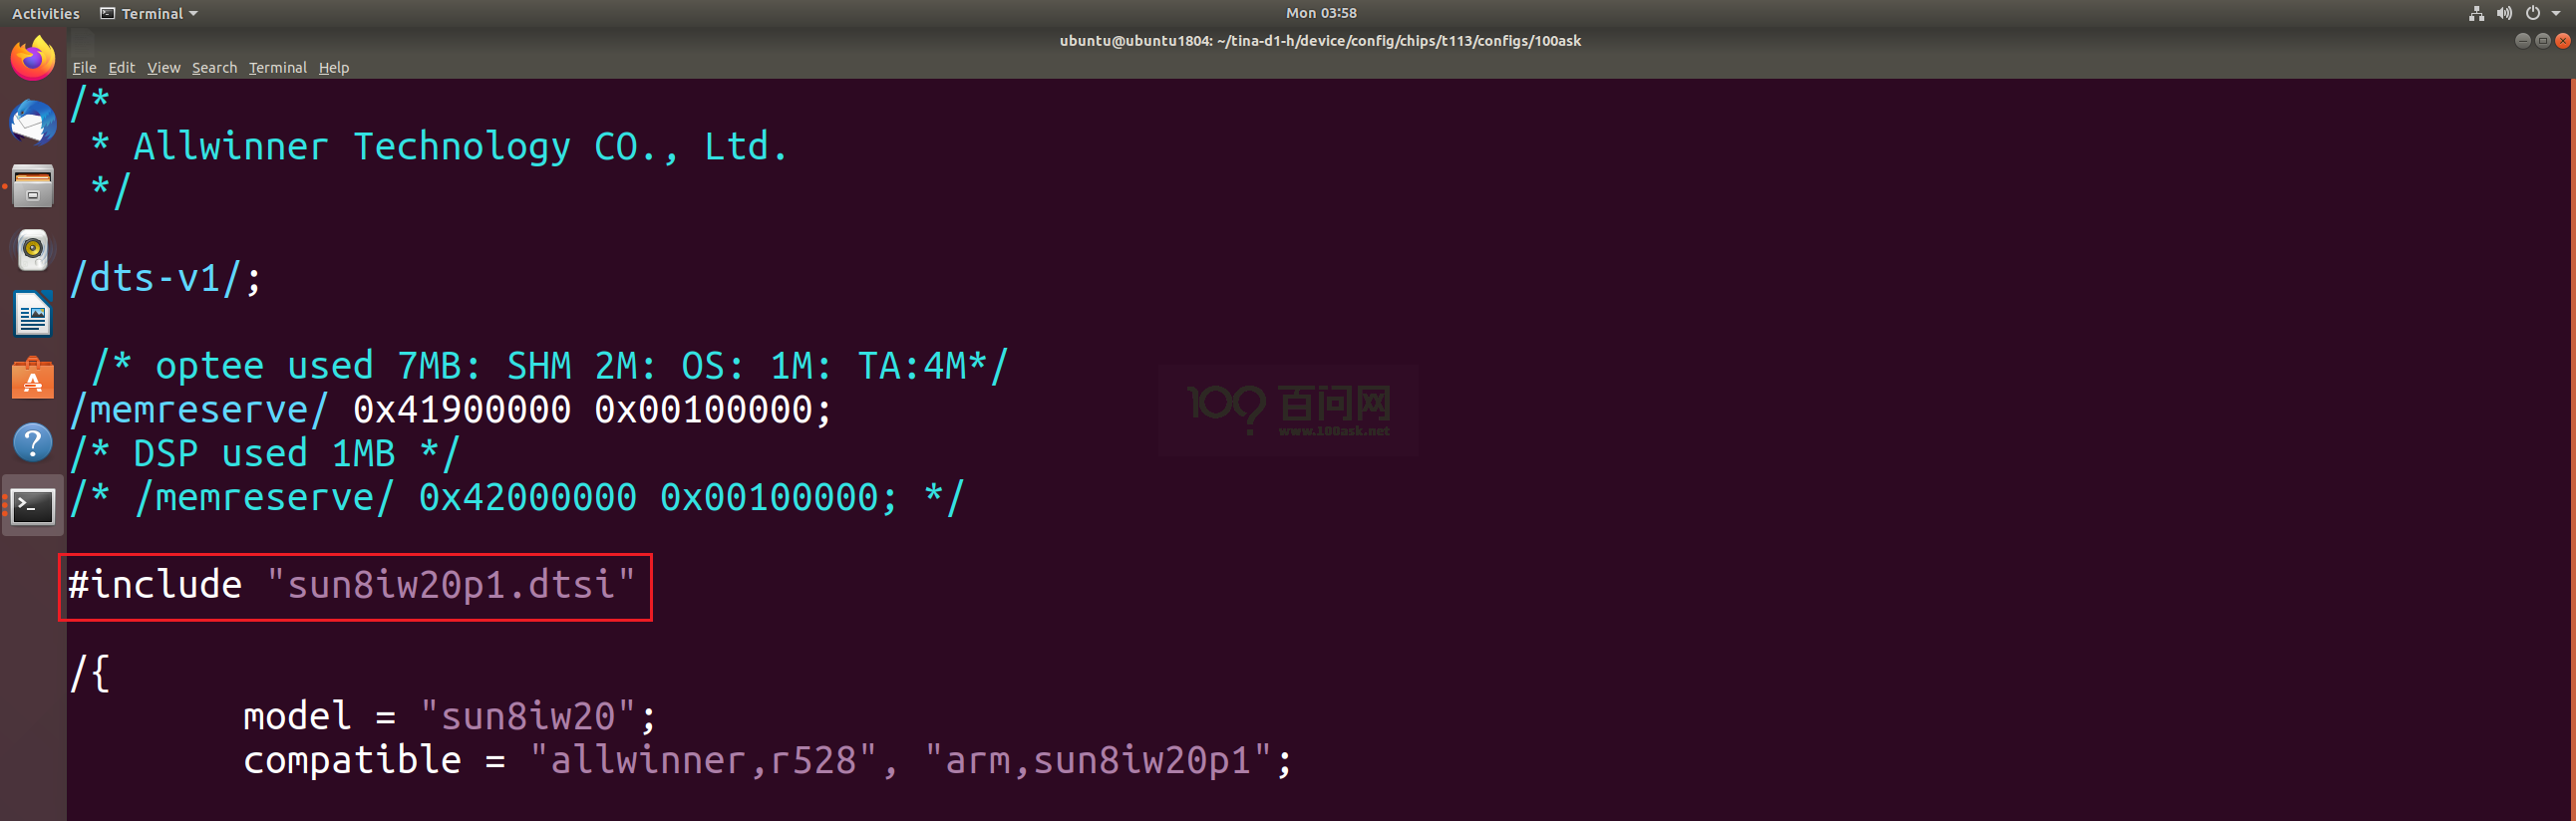 Activities
Terminal
Mon 03:58
ubuntu@ubuntu1804: ~/tina-d1-h/device/config/chips/t113/configs/100ask
File Edit View Search Terminal Help
/*
 * Allwinner Technology CO., Ltd.
 */
/dts-v1/;
 /* optee used 7MB: SHM 2M: OS: 1M: TA:4M*/
/memreserve/ 0x41900000 0x00100000;
/* DSP used 1MB */
/* /memreserve/ 0x42000000 0x00100000; */
#include "sun8iw20p1.dtsi"
/{
        model = "sun8iw20";
        compatible = "allwinner,r528", "arm,sun8iw20p1";
100 百问网
www.100ask.net